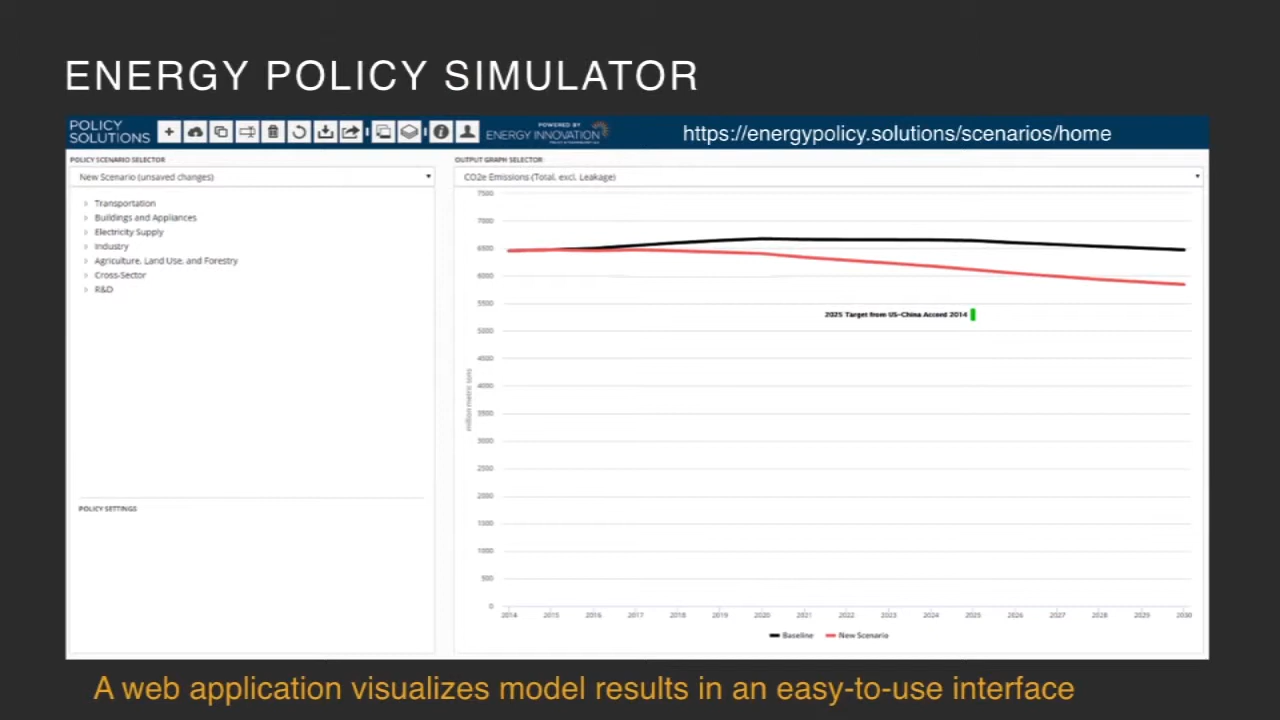 ENERGY POLICY SIMULATOR
POLICY
SOLUTIONS
POWERED BY
ENERGY INNOVATION
https://energypolicy.solutions/scenarios/home
POLICY SCENARIO SELECTOR
New Scenario (unsaved changes)
Transportation
Buildings and Appliances
Electricity Supply
Industry
Agriculture, Land Use, and Forestry
Cross-Sector
R&D
POLICY SETTINGS
OUTPUT GRAPH SELECTOR
CO2e Emissions (Total, excl. Leakage)
7500
7000
6500
6000
5500
5000
4500
4000
3500
3000
2500
2000
1500
1000
500
0
million metric tons
2025 Target from US-China Accord 2014
2014 2015 2016 2017 2018 2019 2020 2021 2022 2023 2024 2025 2026 2027 2028 2029 2030
Baseline New Scenario
A web application visualizes model results in an easy-to-use interface